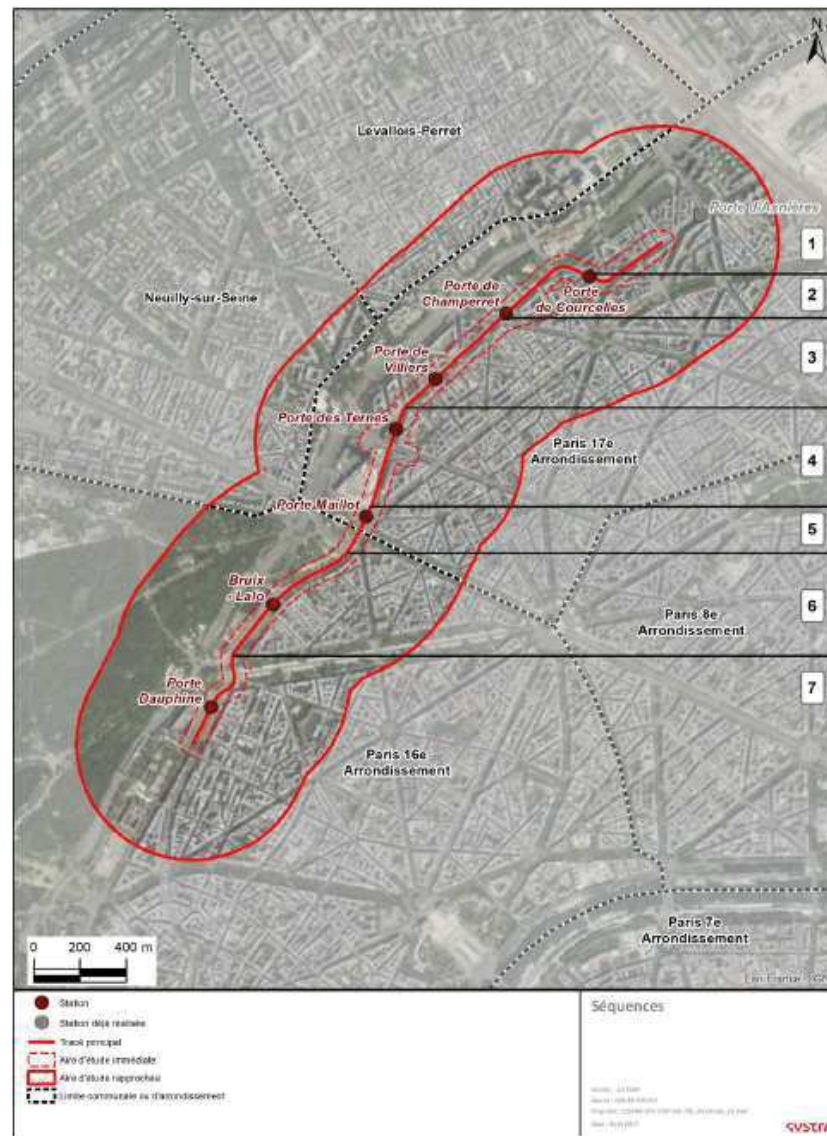 N
Levallois-Perret
Porte d'Asnières
1
Neuilly-sur-Seine
Porte de
Champerret
Porte
de Courcelles
2
Porte de
Villiers
3
Porte des Ternes
Paris 17e
Arrondissement
4
Porte Maillot
5
Bruix
- Lalo
Paris 8e
Arrondissement
6
Porte
Dauphine
7
Paris 16e
Arrondissement
Paris 7e
Arrondissement
0 200 400 m
Station
Station déjà réalisée
Tracé principal
Aire d'étude immédiate
Aire d'étude rapprochée
Limite communale ou d'arrondissement
Séquences
SYSTRA